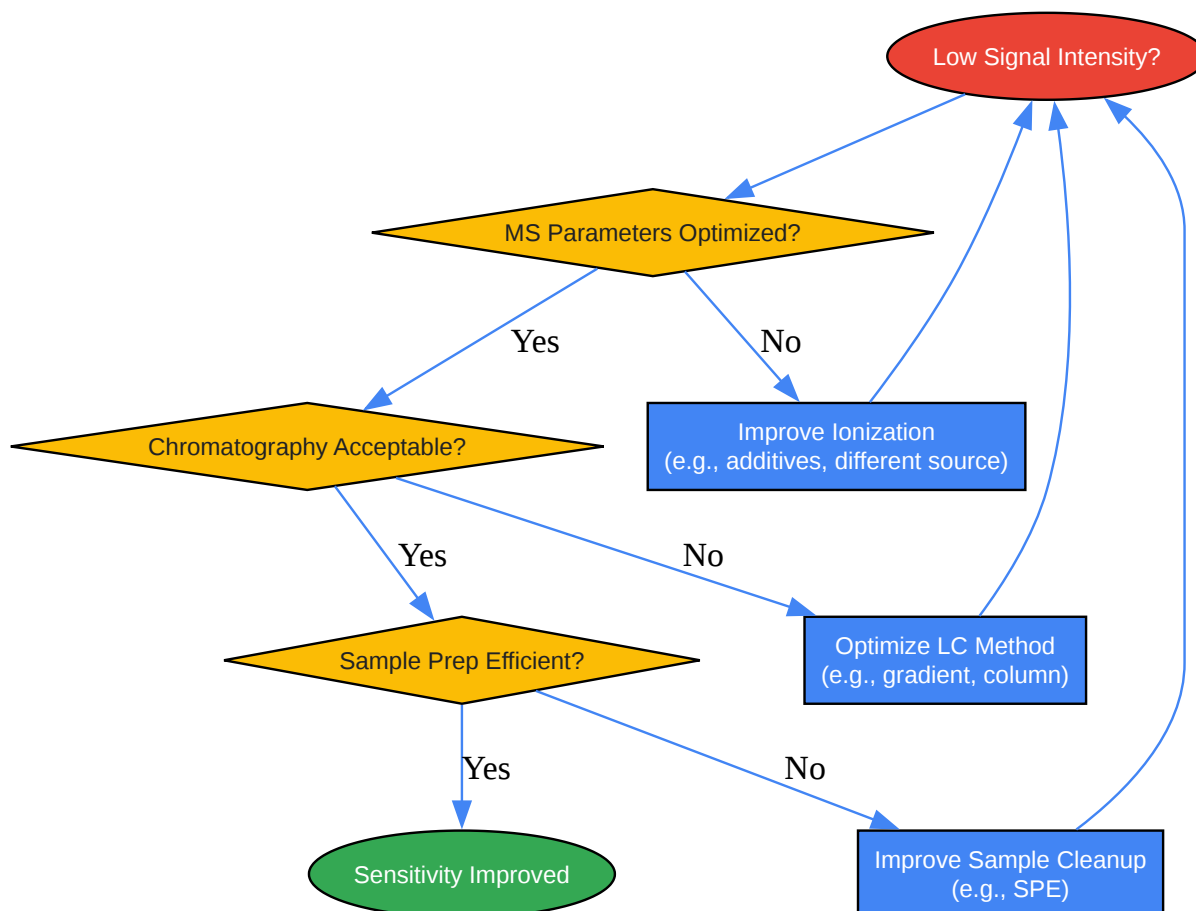 Low Signal Intensity?
MS Parameters Optimized?
Yes
No
Improve Ionization
(e.g., additives, different source)
Chromatography Acceptable?
Yes
No
Optimize LC Method
(e.g., gradient, column)
Sample Prep Efficient?
Yes
No
Sensitivity Improved
Improve Sample Cleanup
(e.g., SPE)